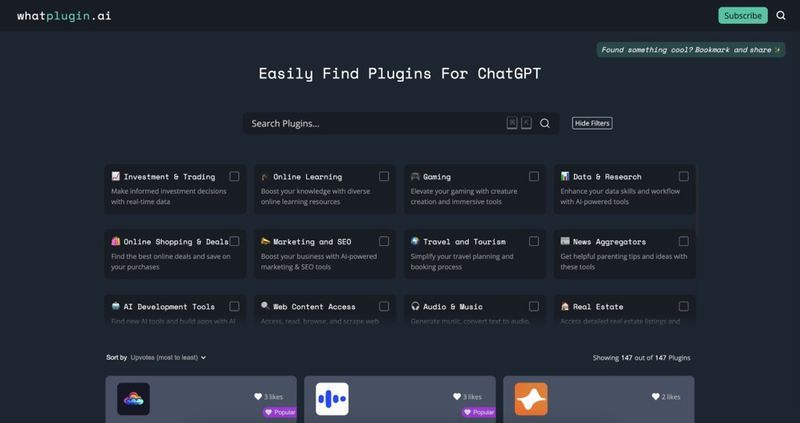 whatplugin.ai
Subscribe
Found something cool? Bookmark and share ✨
Easily Find Plugins For ChatGPT
Search Plugins...
⌘ K
Hide Filters
📈 Investment & Trading
Make informed investment decisions
with real-time data
🎓 Online Learning
Boost your knowledge with diverse
online learning resources
🎮 Gaming
Elevate your gaming with creature
creation and immersive tools
📊 Data & Research
Enhance your data skills and workflow
with AI-powered tools
🛍️ Online Shopping & Deals
Find the best online deals and save on
your purchases
Marketing and SEO
Boost your business with AI-powered
marketing & SEO tools
🌍 Travel and Tourism
Simplify your travel planning and
booking process
📰 News Aggregators
Get helpful parenting tips and ideas with
these tools
🤖 AI Development Tools
Find new AI tools and build apps with AI
🔍 Web Content Access
Access, read, browse, and scrape web
🎧 Audio & Music
Generate music, convert text to audio,
🏠 Real Estate
Access detailed real estate listings and
Sort by Upvotes (most to least)
Showing 147 out of 147 Plugins
3 likes
Popular
3 likes
Popular
2 likes